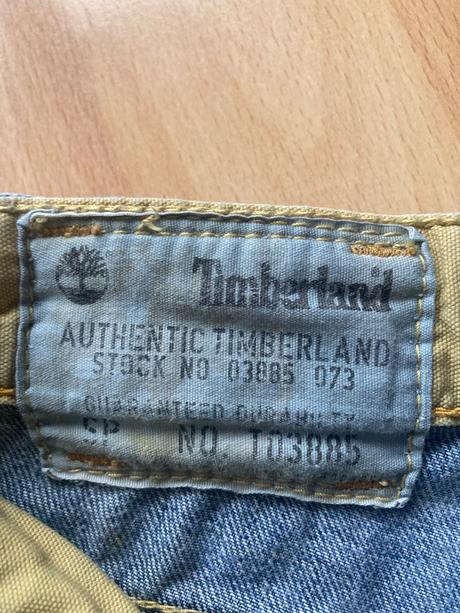 Timberland
AUTHENTIC TIMBERLAND
STOCK NO 03885 073
GUARANTEED DURABILITY
SP NO. T03885